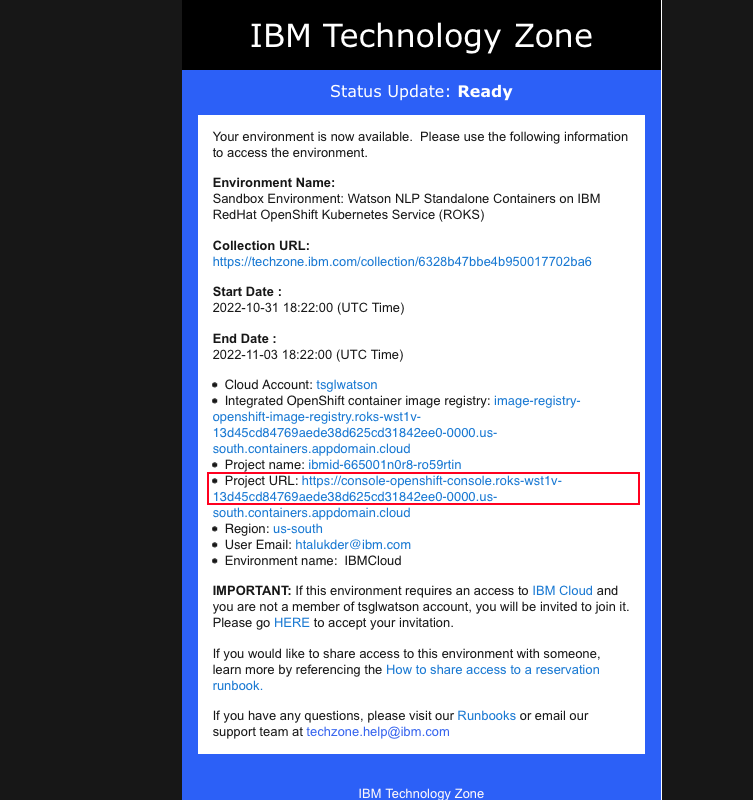 IBM Technology Zone
Status Update: Ready
Your environment is now available.  Please use the following information
to access the environment.
Environment Name:
Sandbox Environment: Watson NLP Standalone Containers on IBM
RedHat OpenShift Kubernetes Service (ROKS)
Collection URL:
https://techzone.ibm.com/collection/6328b47bbe4b950017702ba6
Start Date :
2022-10-31 18:22:00 (UTC Time)
End Date :
2022-11-03 18:22:00 (UTC Time)
• Cloud Account: tsglwatson
• Integrated OpenShift container image registry: image-registry-
openshift-image-registry.roks-wst1v-
13d45cd84769aede38d625cd31842ee0-0000.us-
south.containers.appdomain.cloud
• Project name: ibmid-665001n0r8-ro59rtin
• Project URL: https://console-openshift-console.roks-wst1v-
13d45cd84769aede38d625cd31842ee0-0000.us-
south.containers.appdomain.cloud
• Region: us-south
• User Email: htalukder@ibm.com
• Environment name:  IBMCloud
IMPORTANT: If this environment requires an access to IBM Cloud and
you are not a member of tsglwatson account, you will be invited to join it.
Please go HERE to accept your invitation.
If you would like to share access to this environment with someone,
learn more by referencing the How to share access to a reservation
runbook.
If you have any questions, please visit our Runbooks or email our
support team at techzone.help@ibm.com
IBM Technology Zone